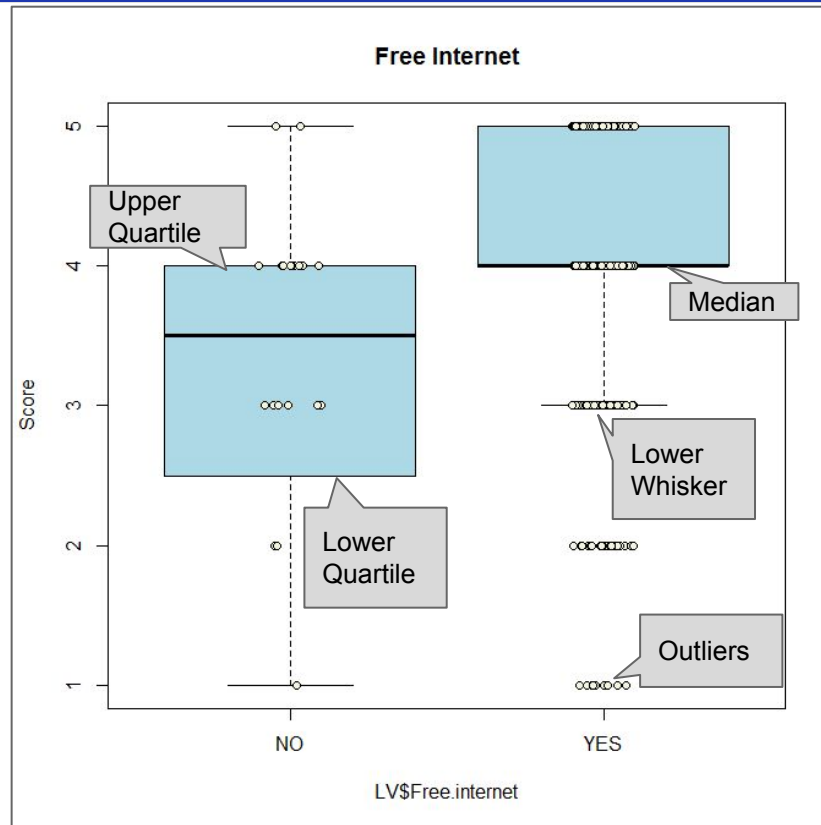 Free Internet
Score
5
4
3
2
1
Upper
Quartile
Median
Lower
Whisker
Lower
Quartile
Outliers
NO
YES
LV$Free.internet